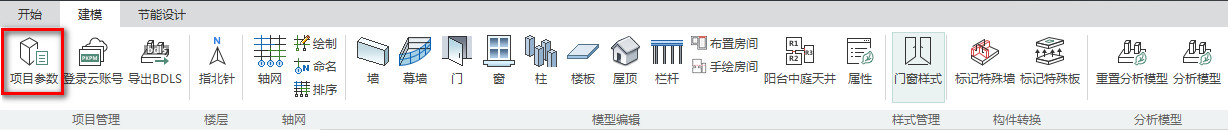 开始 建模 节能设计
项目参数 登录云账号 导出BDLS 指北针 轴网 绘制 命名 排序 墙 幕墙 门 窗 柱 楼板 屋顶 栏杆 布置房间 手绘房间 阳台中庭天井 属性 门窗样式 标记特殊墙 标记特殊板 重置分析模型 分析模型
PKPM
N
R1
R2
R3
项目管理 楼层 轴网 模型编辑 样式管理 构件转换 分析模型